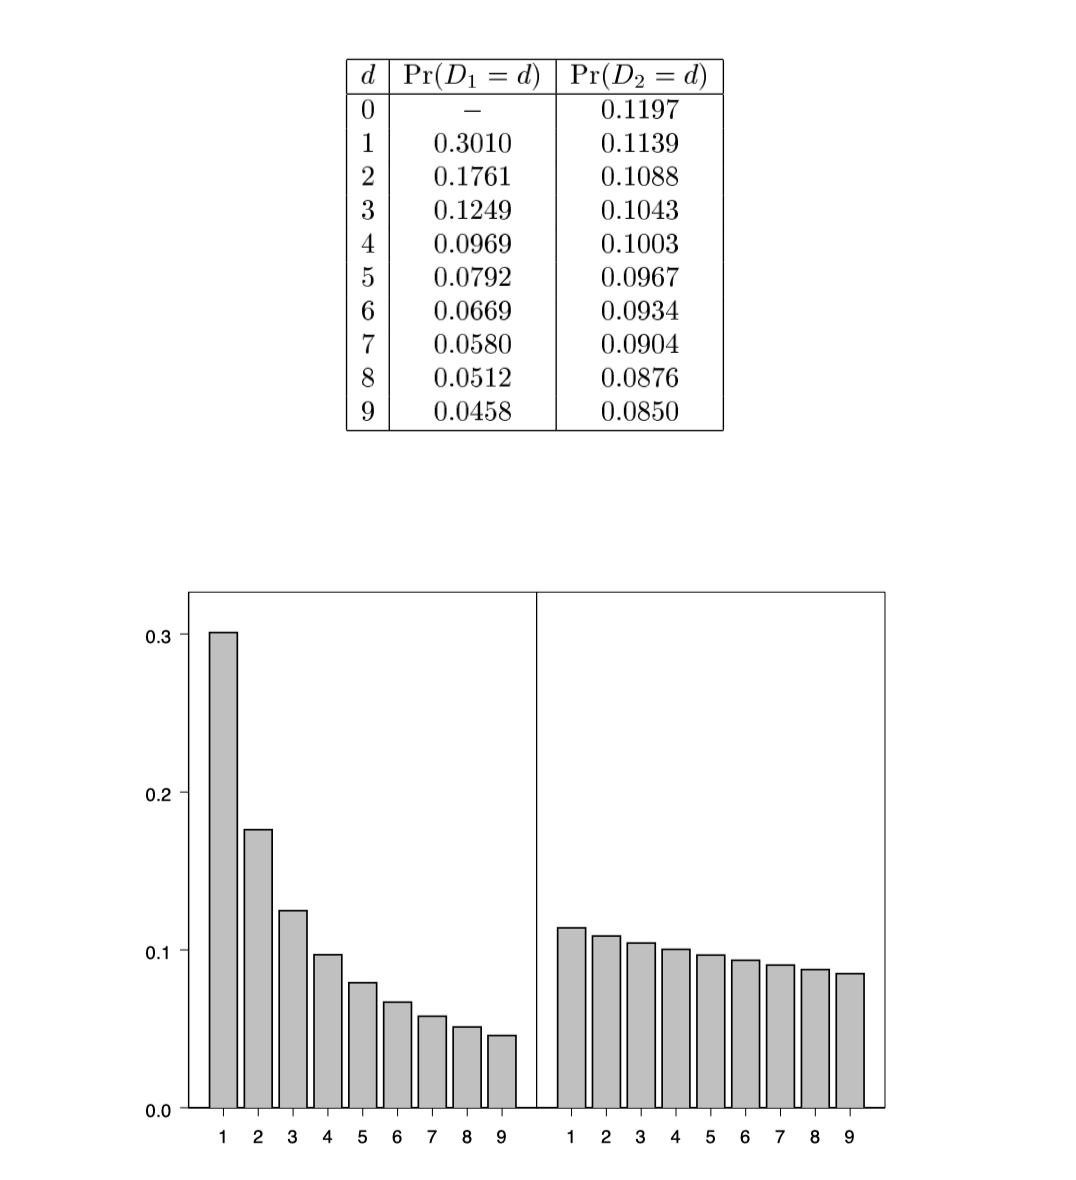 d Pr(D₁ = d) Pr(D₂ = d)
0 – 0.1197
1 0.3010 0.1139
2 0.1761 0.1088
3 0.1249 0.1043
4 0.0969 0.1003
5 0.0792 0.0967
6 0.0669 0.0934
7 0.0580 0.0904
8 0.0512 0.0876
9 0.0458 0.0850
0.3
0.2
0.1
0.0
1 2 3 4 5 6 7 8 9 1 2 3 4 5 6 7 8 9